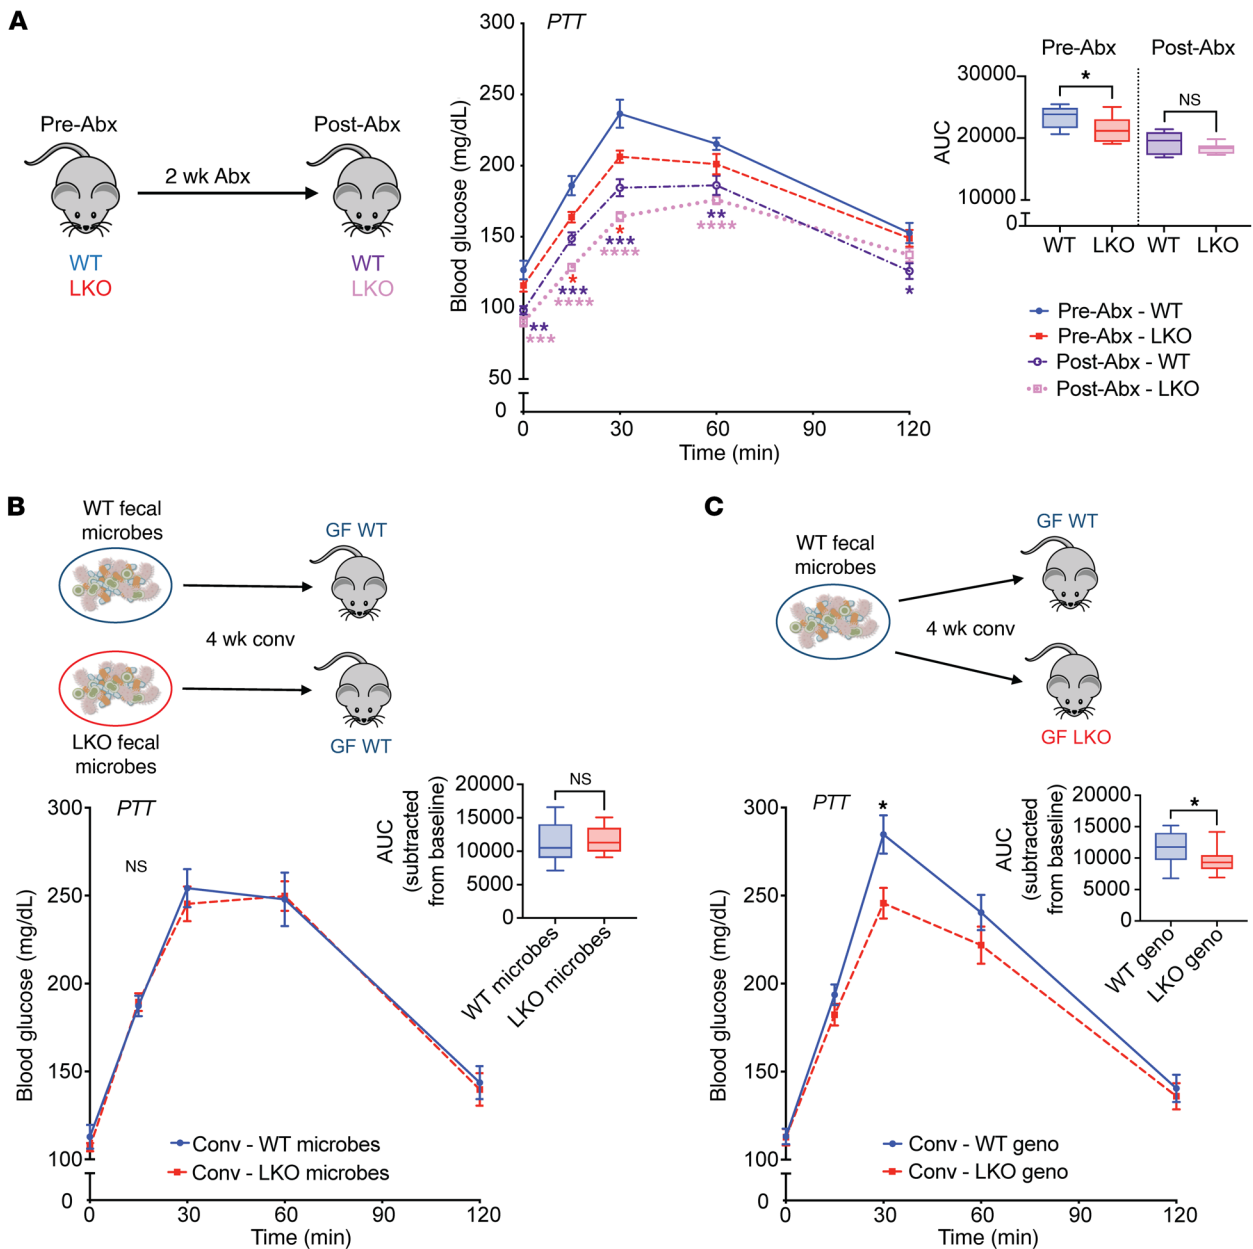 A
Pre-Abx
2 wk Abx
Post-Abx
WT
LKO
WT
LKO
PTT
Blood glucose (mg/dL)
300
250
200
150
100
50
0
**
***
*
***
****
*
***
****
**
****
*
0
30
60
90
120
Time (min)
Pre-Abx
Post-Abx
AUC
30000
20000
10000
0
*
NS
WT
LKO
WT
LKO
Pre-Abx - WT
Pre-Abx - LKO
Post-Abx - WT
Post-Abx - LKO
B
WT fecal
microbes
GF WT
4 wk conv
LKO fecal
microbes
GF WT
PTT
NS
Blood glucose (mg/dL)
300
250
200
150
100
0
Conv - WT microbes
Conv - LKO microbes
0
30
60
90
120
Time (min)
AUC
(subtracted
from baseline)
20000
15000
10000
5000
0
NS
WT microbes
LKO microbes
C
WT fecal
microbes
GF WT
4 wk conv
GF LKO
PTT
*
Blood glucose (mg/dL)
300
250
200
150
100
0
Conv - WT geno
Conv - LKO geno
0
30
60
90
120
Time (min)
AUC
(subtracted
from baseline)
20000
15000
10000
5000
0
*
WT geno
LKO geno